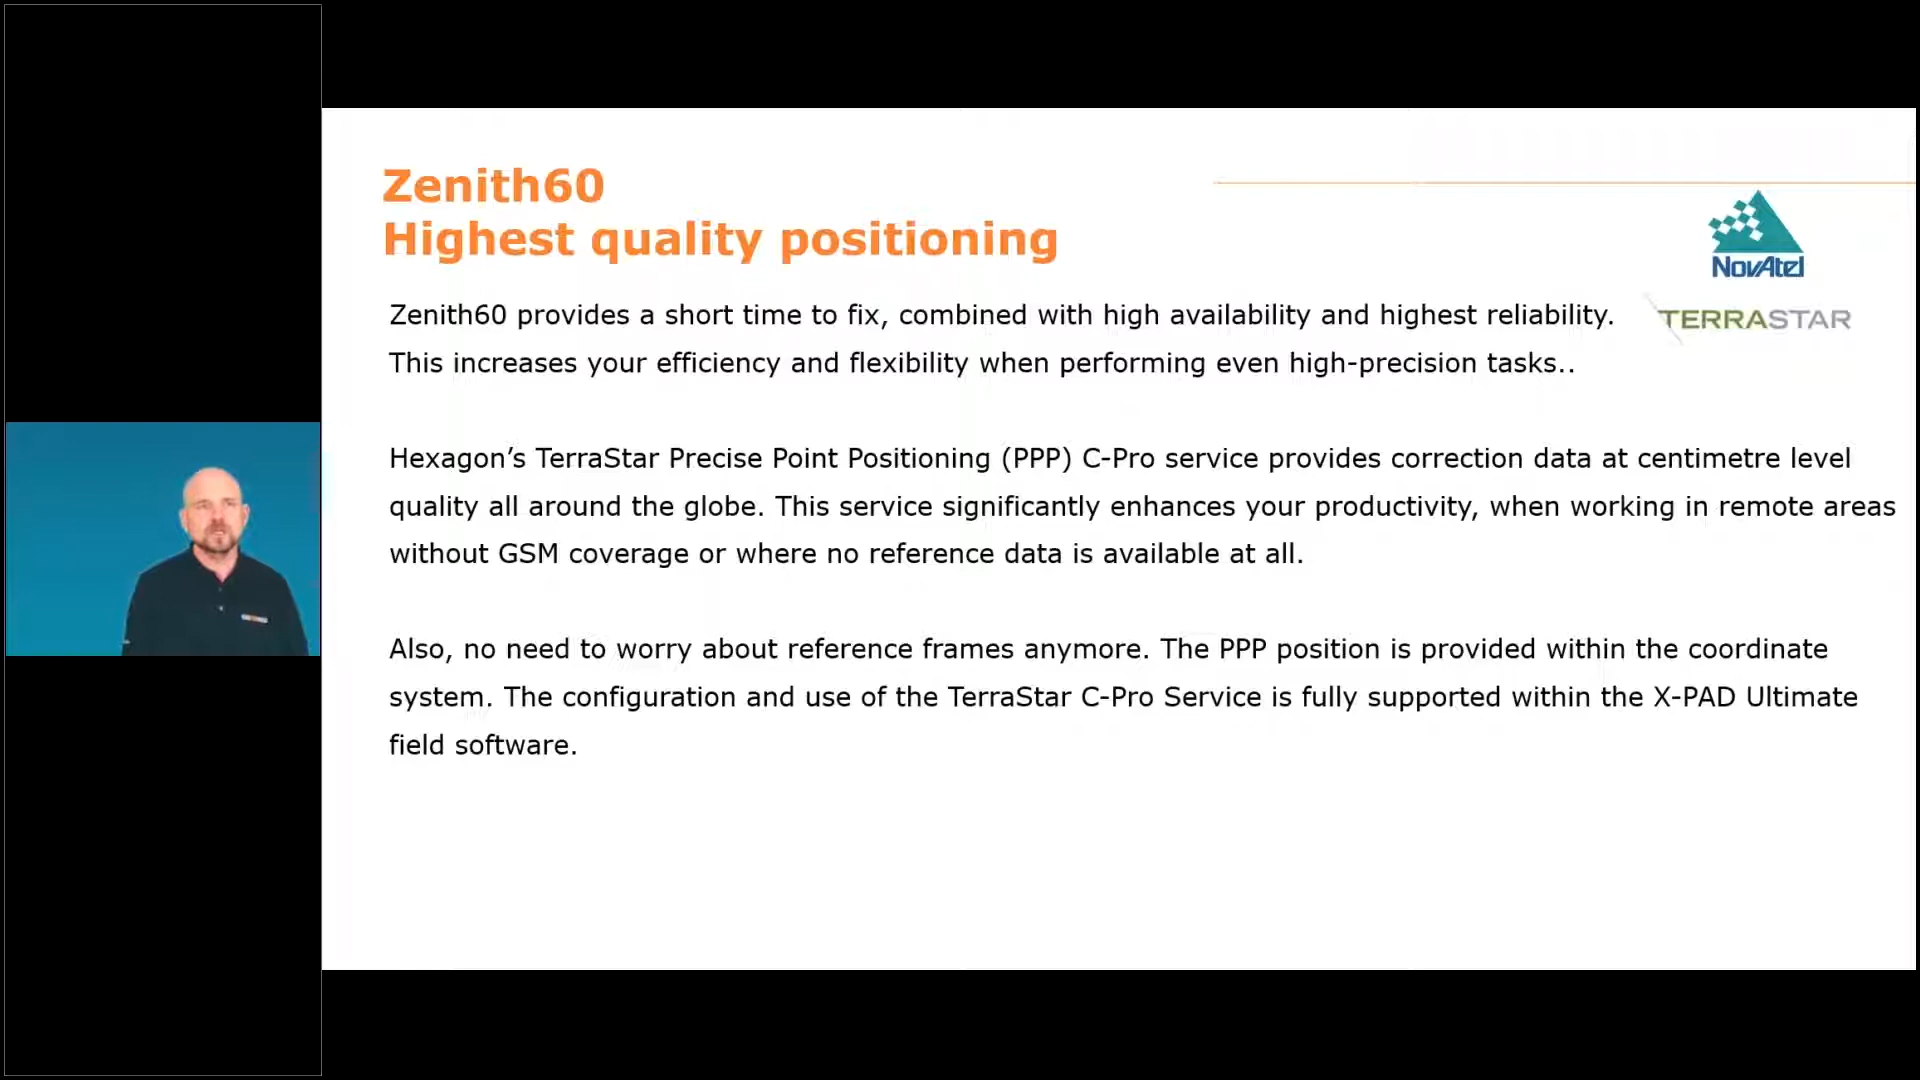 Zenith60
Highest quality positioning
NovAtel
TERRASTAR
Zenith60 provides a short time to fix, combined with high availability and highest reliability.
This increases your efficiency and flexibility when performing even high-precision tasks..
Hexagon’s TerraStar Precise Point Positioning (PPP) C-Pro service provides correction data at centimetre level
quality all around the globe. This service significantly enhances your productivity, when working in remote areas
without GSM coverage or where no reference data is available at all.
Also, no need to worry about reference frames anymore. The PPP position is provided within the coordinate
system. The configuration and use of the TerraStar C-Pro Service is fully supported within the X-PAD Ultimate
field software.